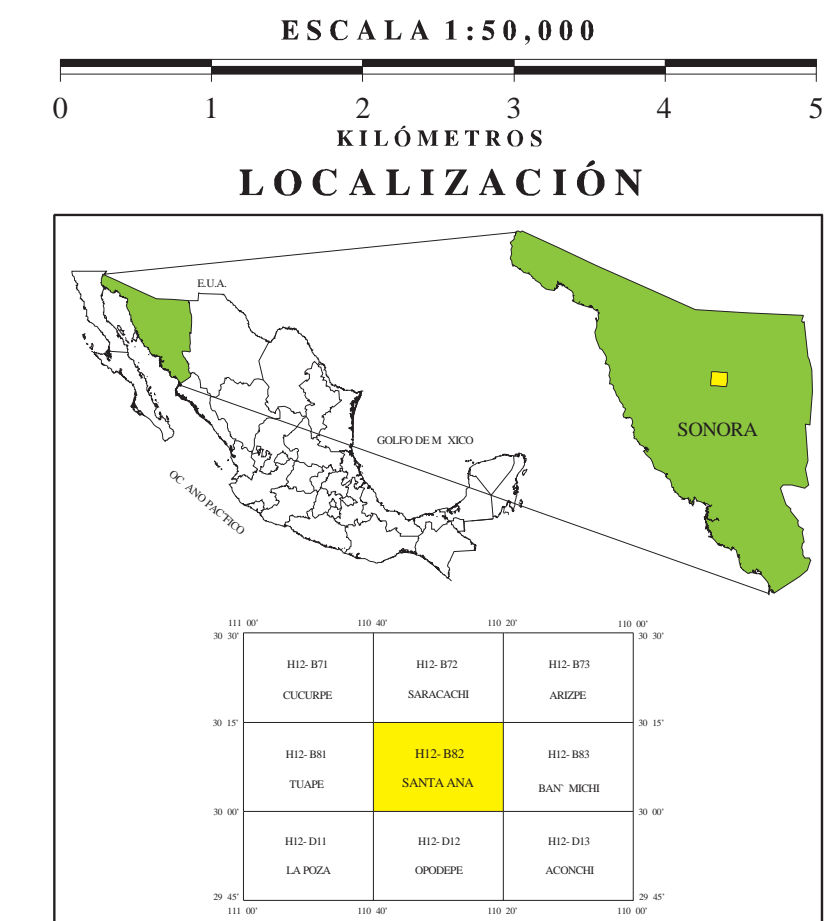 ESCALA 1:50,000
0 1 2 3 4 5
KILÓMETROS
LOCALIZACIÓN
E.U.A.
GOLFO DE M XICO
OC ANO PAC˝FICO
SONORA
111 00' 110 40' 110 20' 110 00'
30 30' 30 30'
H12- B71 H12- B72 H12- B73
CUCURPE SARACACHI ARIZPE
30 15' 30 15'
H12- B81 H12- B82 H12- B83
TUAPE SANTA ANA BAN` MICHI
30 00' 30 00'
H12- D11 H12- D12 H12- D13
LA POZA OPODEPE ACONCHI
29 45' 29 45'
111 00' 110 40' 110 20' 110 00'